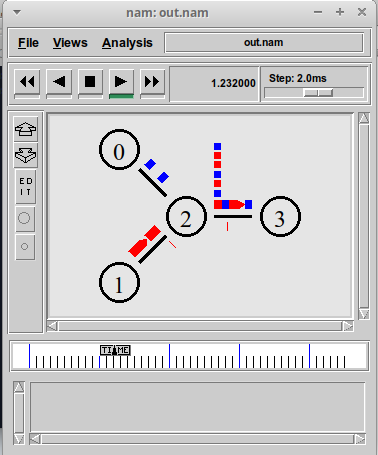 nam: out.nam
File Views Analysis out.nam
1.232000 Step: 2.0ms
EDIT
0
2 3
1
TIME